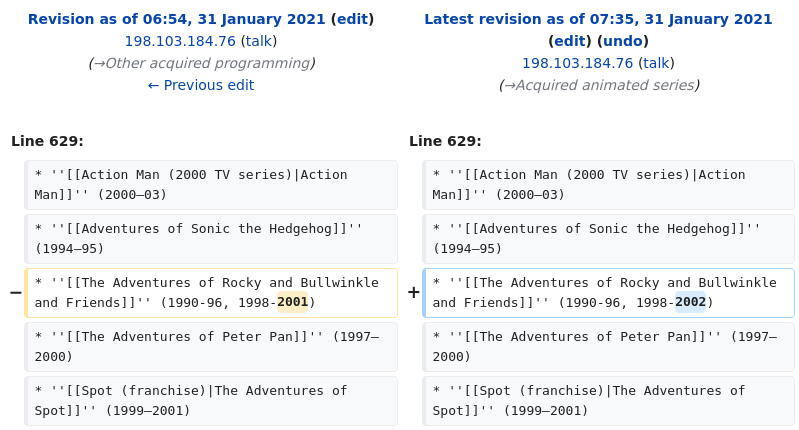 Revision as of 06:54, 31 January 2021 (edit)
198.103.184.76 (talk)
(→Other acquired programming)
← Previous edit
Latest revision as of 07:35, 31 January 2021
(edit) (undo)
198.103.184.76 (talk)
(→Acquired animated series)
Line 629:
* ''[[Action Man (2000 TV series)|Action
Man]]'' (2000–03)
* ''[[Adventures of Sonic the Hedgehog]]''
(1994–95)
− * ''[[The Adventures of Rocky and Bullwinkle
and Friends]]'' (1990-96, 1998-2001)
* ''[[The Adventures of Peter Pan]]'' (1997–
2000)
* ''[[Spot (franchise)|The Adventures of
Spot]]'' (1999–2001)
Line 629:
* ''[[Action Man (2000 TV series)|Action
Man]]'' (2000–03)
* ''[[Adventures of Sonic the Hedgehog]]''
(1994–95)
+ * ''[[The Adventures of Rocky and Bullwinkle
and Friends]]'' (1990-96, 1998-2002)
* ''[[The Adventures of Peter Pan]]'' (1997–
2000)
* ''[[Spot (franchise)|The Adventures of
Spot]]'' (1999–2001)